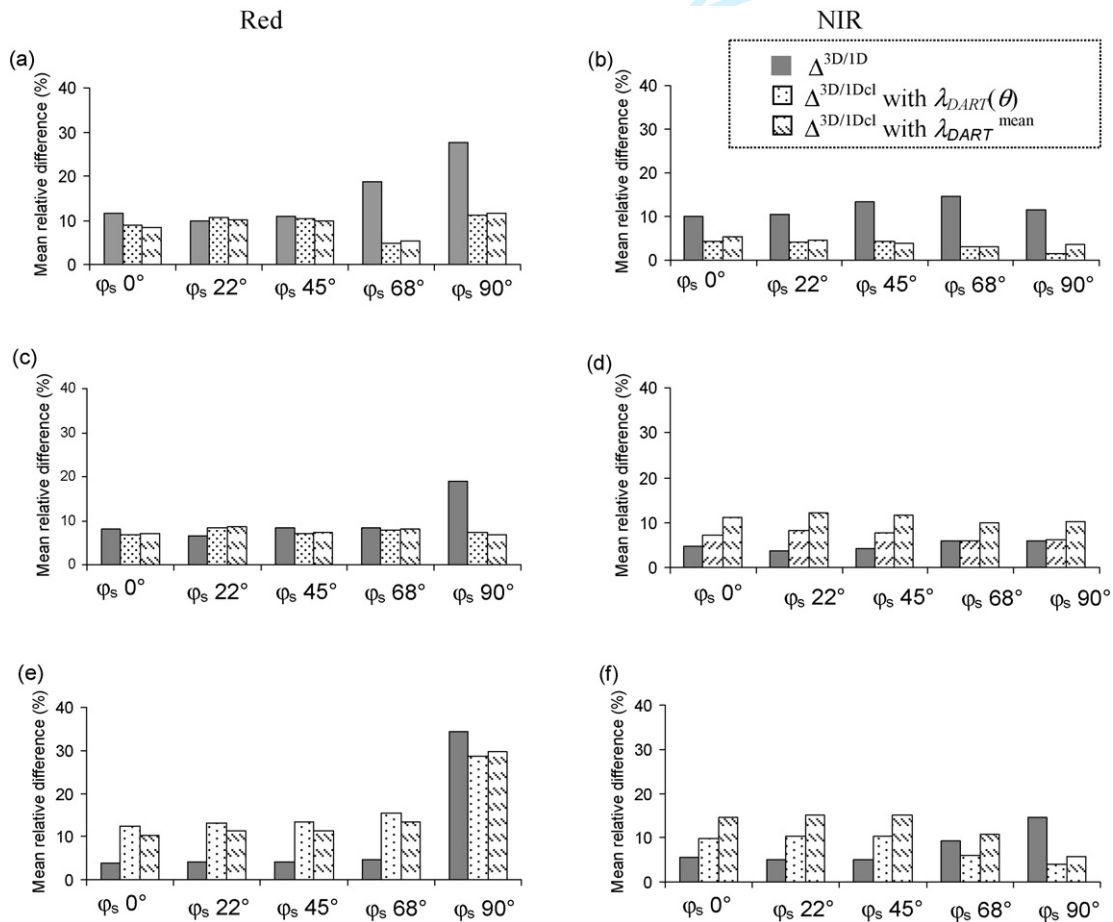 Red
NIR
(a)
Mean relative difference (%)
40
30
20
10
0
φs 0° φs 22° φs 45° φs 68° φs 90°
(b)
Δ3D/1D
Δ3D/1Dcl with λDART(θ)
Δ3D/1Dcl with λDART mean
Mean relative difference (%)
40
30
20
10
0
φs 0° φs 22° φs 45° φs 68° φs 90°
(c)
Mean relative difference (%)
40
30
20
10
0
φs 0° φs 22° φs 45° φs 68° φs 90°
(d)
Mean relative difference (%)
40
30
20
10
0
φs 0° φs 22° φs 45° φs 68° φs 90°
(e)
Mean relative difference (%)
40
30
20
10
0
φs 0° φs 22° φs 45° φs 68° φs 90°
(f)
Mean relative difference (%)
40
30
20
10
0
φs 0° φs 22° φs 45° φs 68° φs 90°